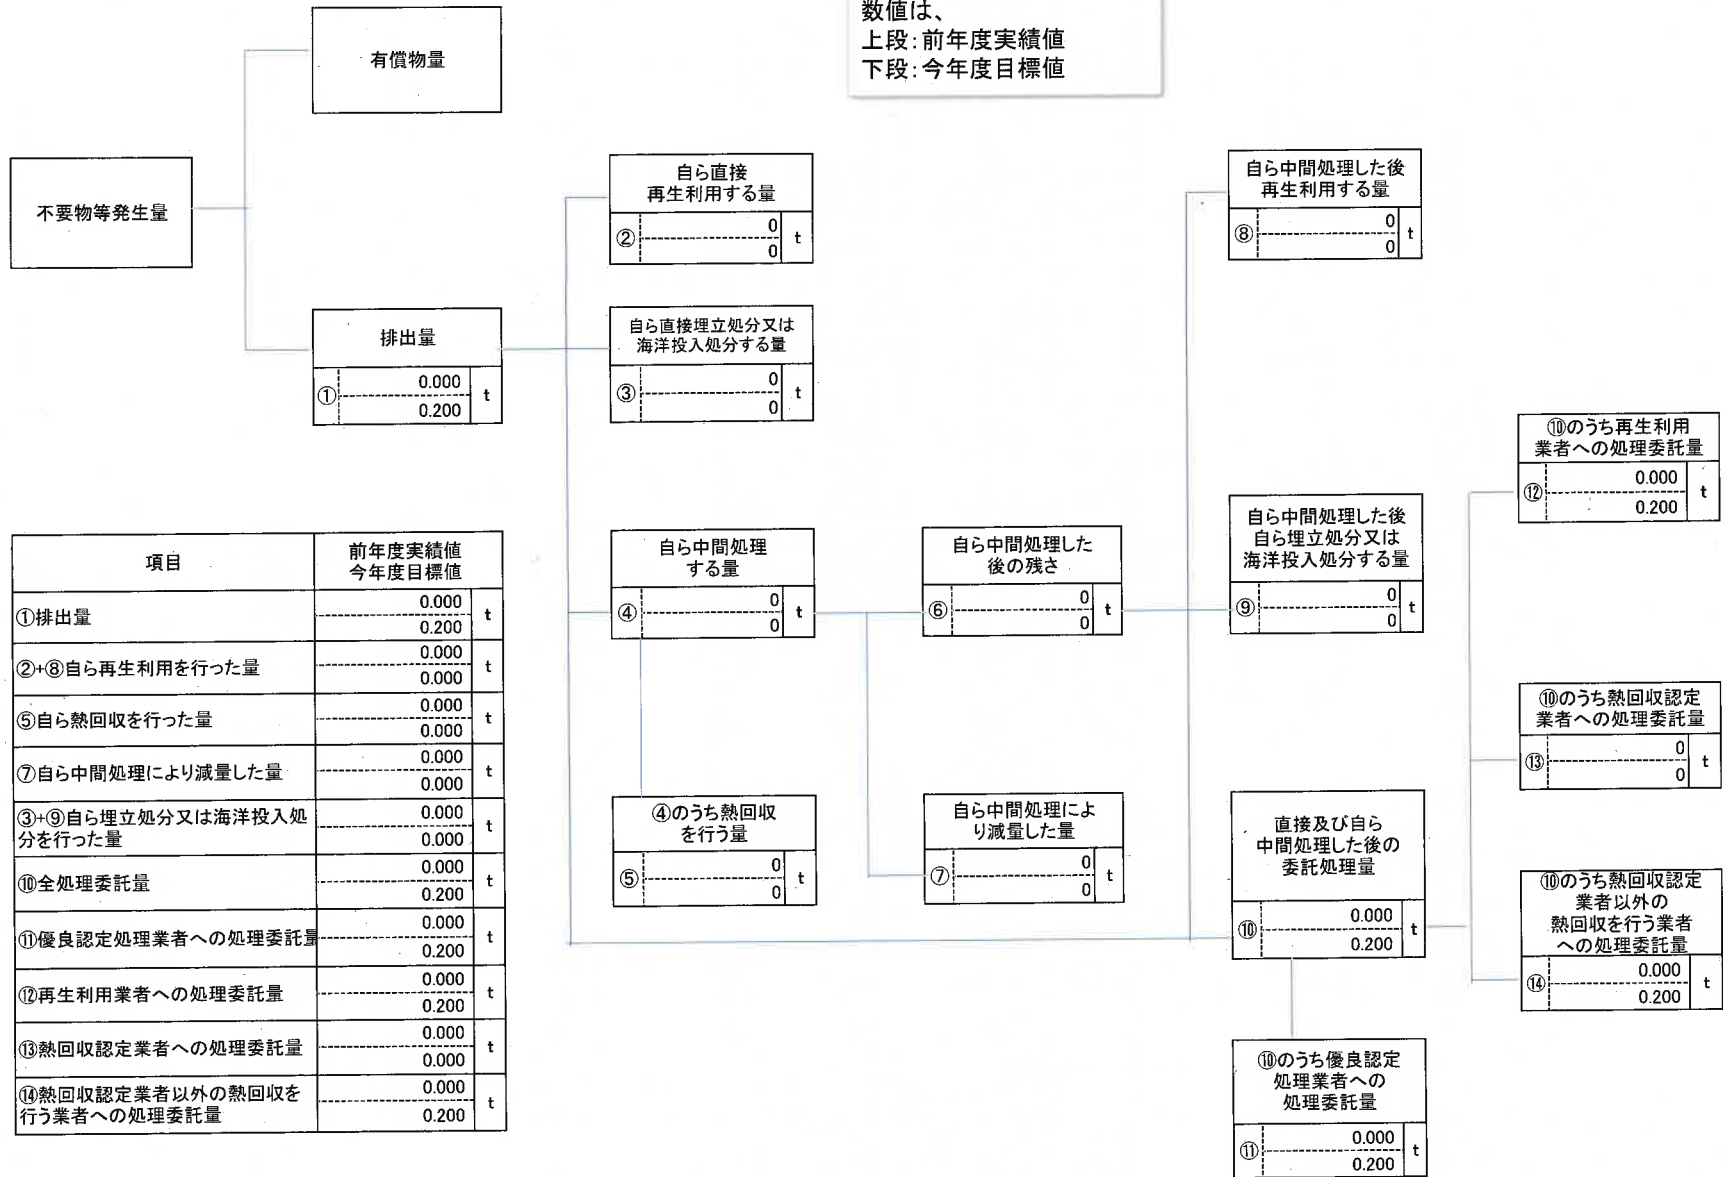 数値は、
上段：前年度実績値
下段：今年度目標値
有償物量
不要物等発生量
排出量
① 0.000 t
0.200
自ら直接
再生利用する量
② 0 t
0
自ら直接埋立処分又は
海洋投入処分する量
③ 0 t
0
自ら中間処理
する量
④ 0 t
0
④のうち熱回収
を行う量
⑤ 0 t
0
自ら中間処理した
後の残さ
⑥ 0 t
0
自ら中間処理によ
り減量した量
⑦ 0 t
0
自ら中間処理した後
再生利用する量
⑧ 0 t
0
自ら中間処理した後
自ら埋立処分又は
海洋投入処分する量
⑨ 0 t
0
直接及び自ら
中間処理した後の
委託処理量
⑩ 0.000 t
0.200
⑩のうち優良認定
処理業者への
処理委託量
⑪ 0.000 t
0.200
⑩のうち再生利用
業者への処理委託量
⑫ 0.000 t
0.200
⑩のうち熱回収認定
業者への処理委託量
⑬ 0 t
0
⑩のうち熱回収認定
業者以外の
熱回収を行う業者
への処理委託量
⑭ 0.000 t
0.200
項目 前年度実績値
今年度目標値
①排出量 0.000 t
0.200
②+⑧自ら再生利用を行った量 0.000 t
0.000
⑤自ら熱回収を行った量 0.000 t
0.000
⑦自ら中間処理により減量した量 0.000 t
0.000
③+⑨自ら埋立処分又は海洋投入処 0.000 t
分を行った量 0.000
⑩全処理委託量 0.000 t
0.200
⑪優良認定処理業者への処理委託量 0.000 t
0.200
⑫再生利用業者への処理委託量 0.000 t
0.200
⑬熱回収認定業者への処理委託量 0.000 t
0.000
⑭熱回収認定業者以外の熱回収を 0.000 t
行う業者への処理委託量 0.200